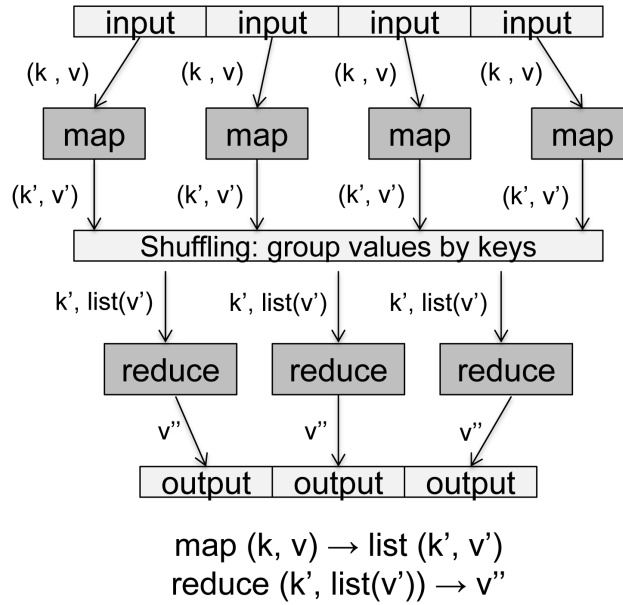 input input input input
(k , v) (k , v) (k , v) (k , v)
map map map map
(k’, v’) (k’, v’) (k’, v’) (k’, v’)
Shuffling: group values by keys
k’, list(v’) k’, list(v’) k’, list(v’)
reduce reduce reduce
v’’ v’’ v’’
output output output
map (k, v) → list (k’, v’)
reduce (k’, list(v’)) → v’’